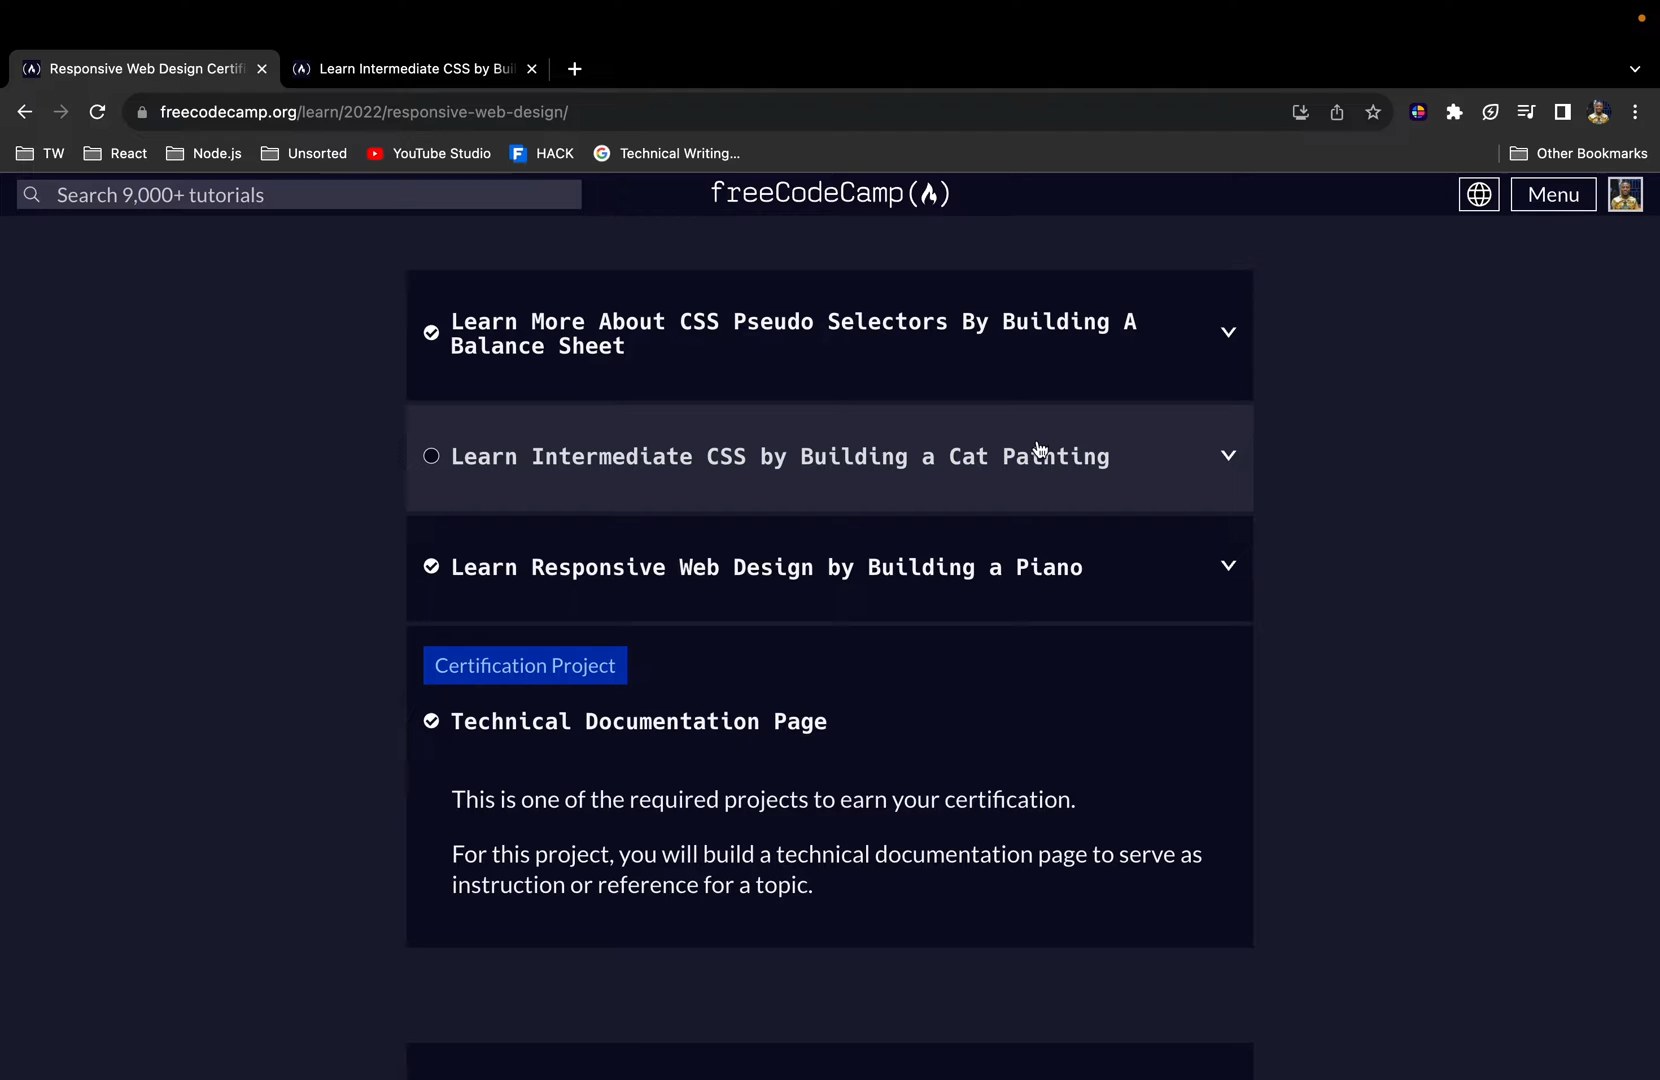 Responsive Web Design Certifi
Learn Intermediate CSS by Buil
freecodecamp.org/learn/2022/responsive-web-design/
TW
React
Node.js
Unsorted
YouTube Studio
HACK
Technical Writing...
Other Bookmarks
Search 9,000+ tutorials
freeCodeCamp(🔥)
Menu
Learn More About CSS Pseudo Selectors By Building A
Balance Sheet
Learn Intermediate CSS by Building a Cat Painting
Learn Responsive Web Design by Building a Piano
Certification Project
Technical Documentation Page
This is one of the required projects to earn your certification.
For this project, you will build a technical documentation page to serve as
instruction or reference for a topic.